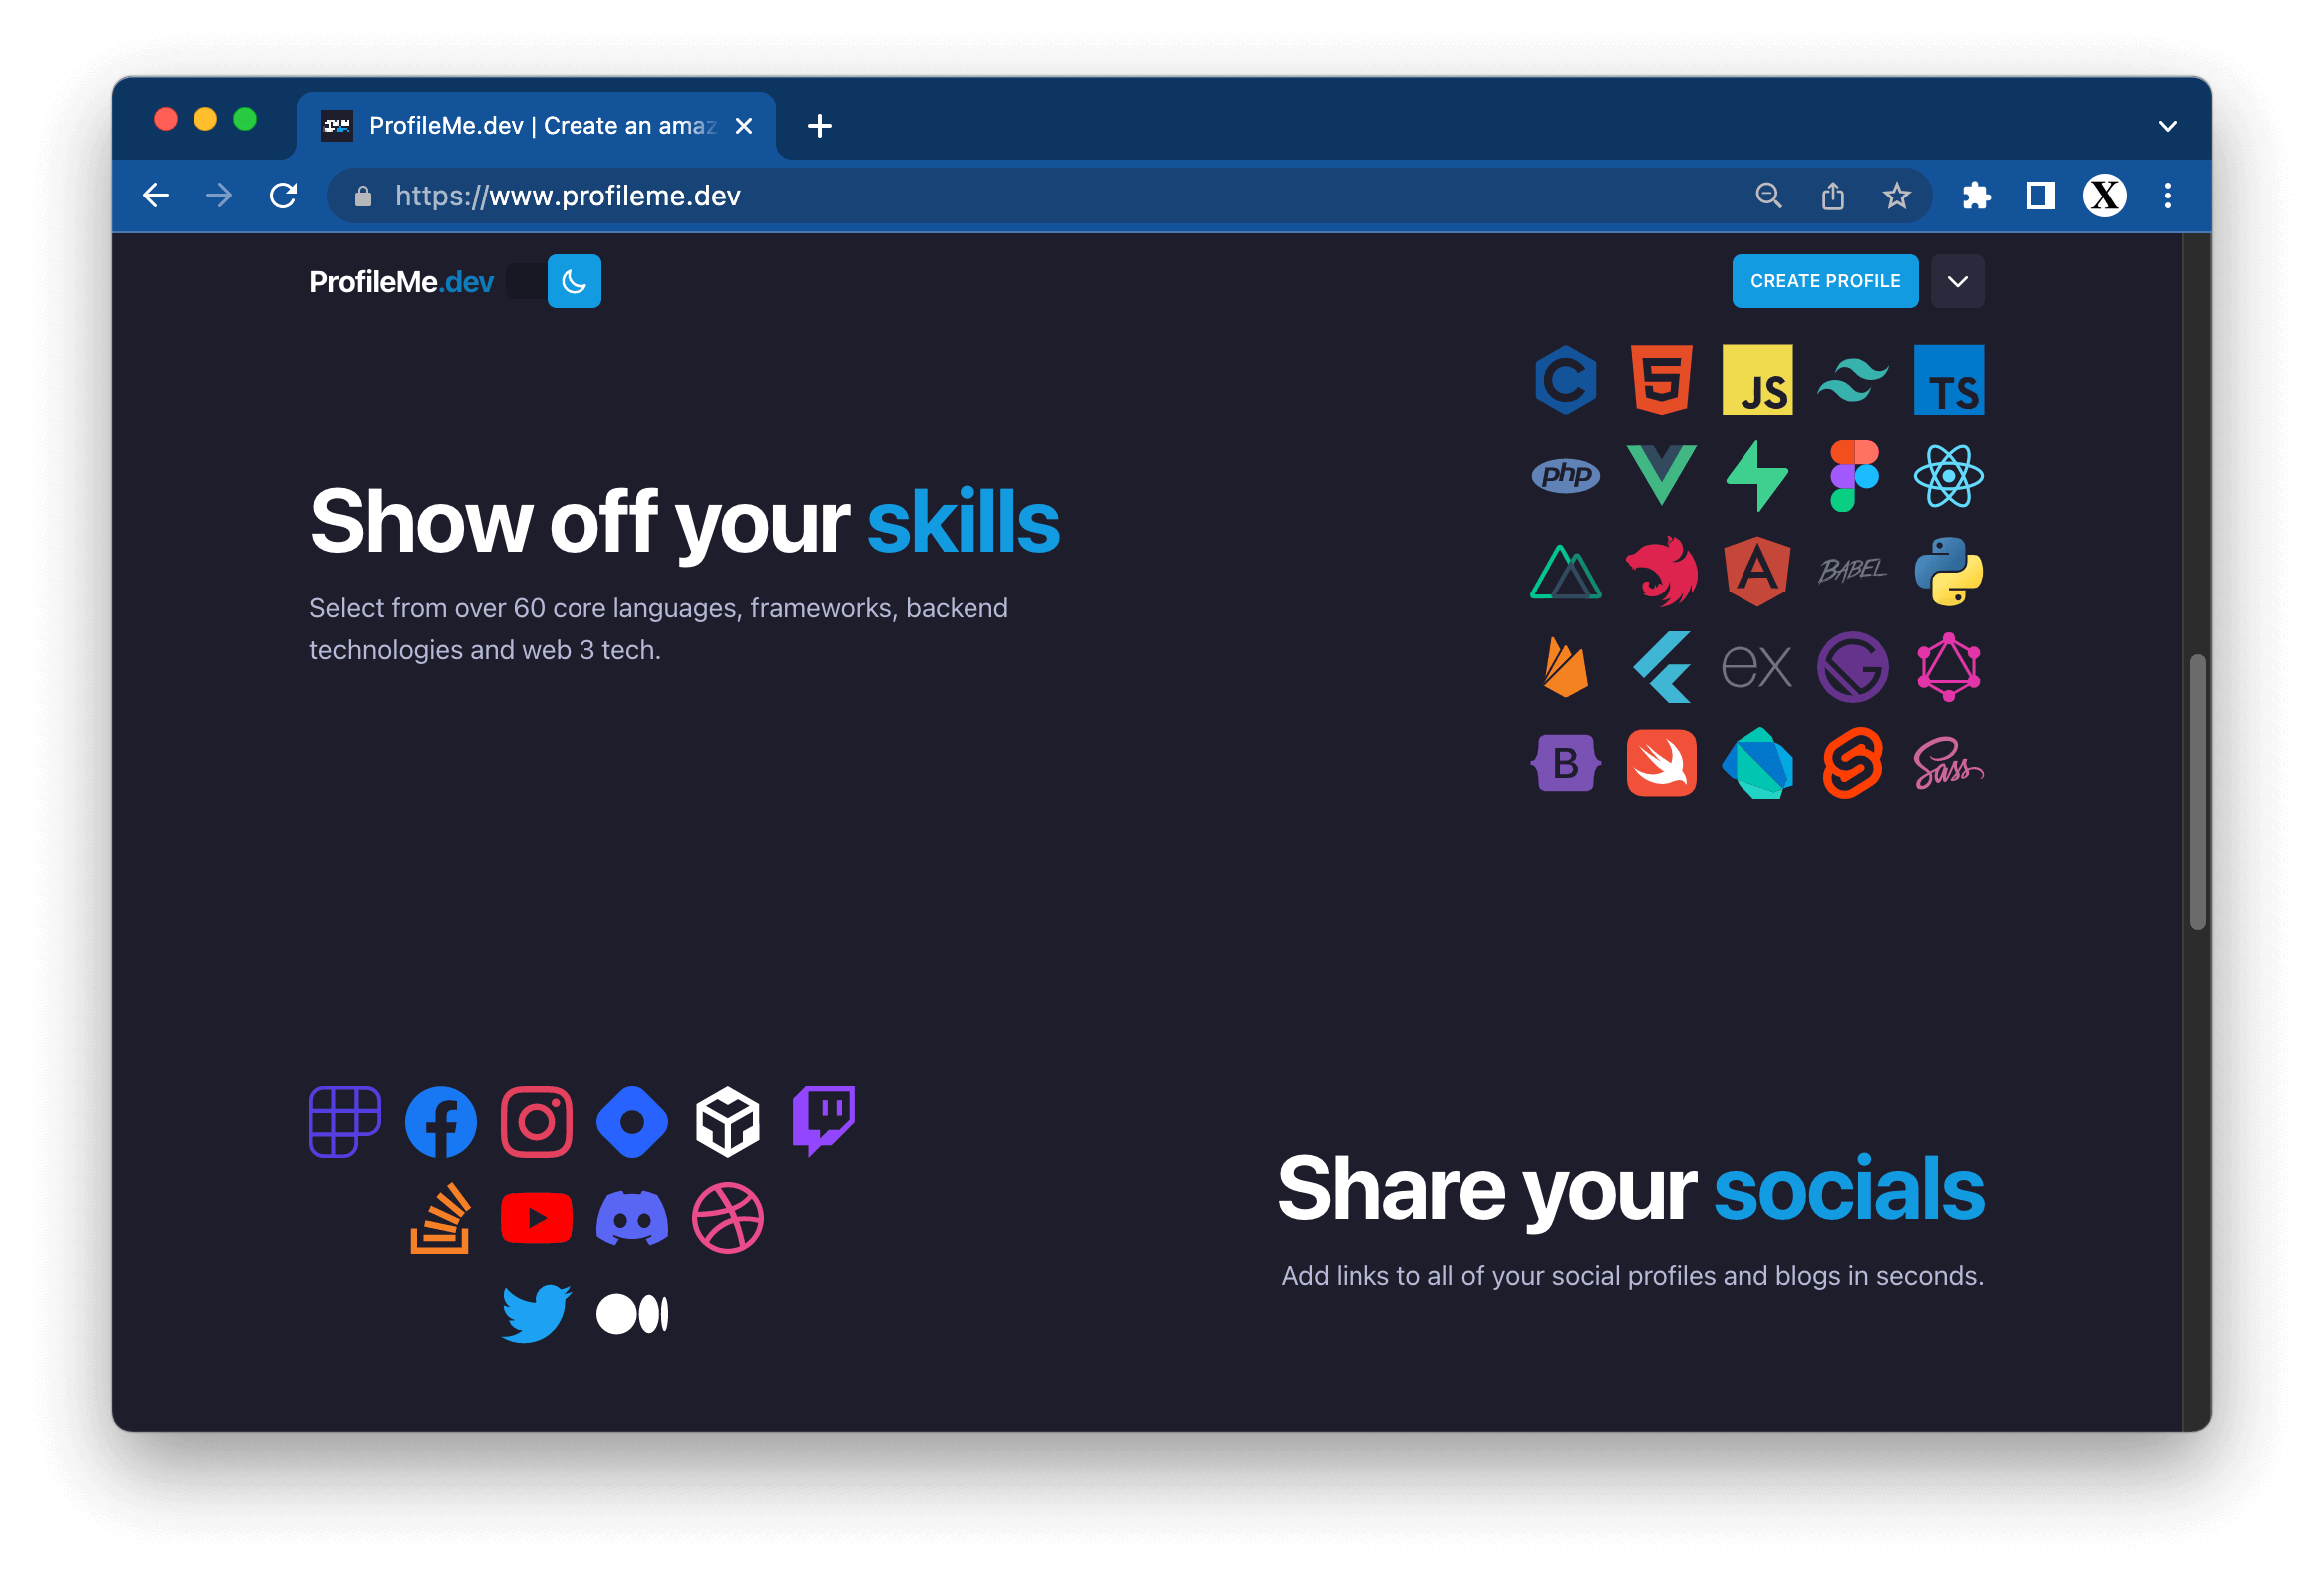 ProfileMe.dev | Create an amaz
https://www.profileme.dev
X
ProfileMe.dev
CREATE PROFILE
C 5 JS TS
php
Show off your skills
A BABEL
Select from over 60 core languages, frameworks, backend
technologies and web 3 tech.
ex G
B S Sass
Share your socials
Add links to all of your social profiles and blogs in seconds.